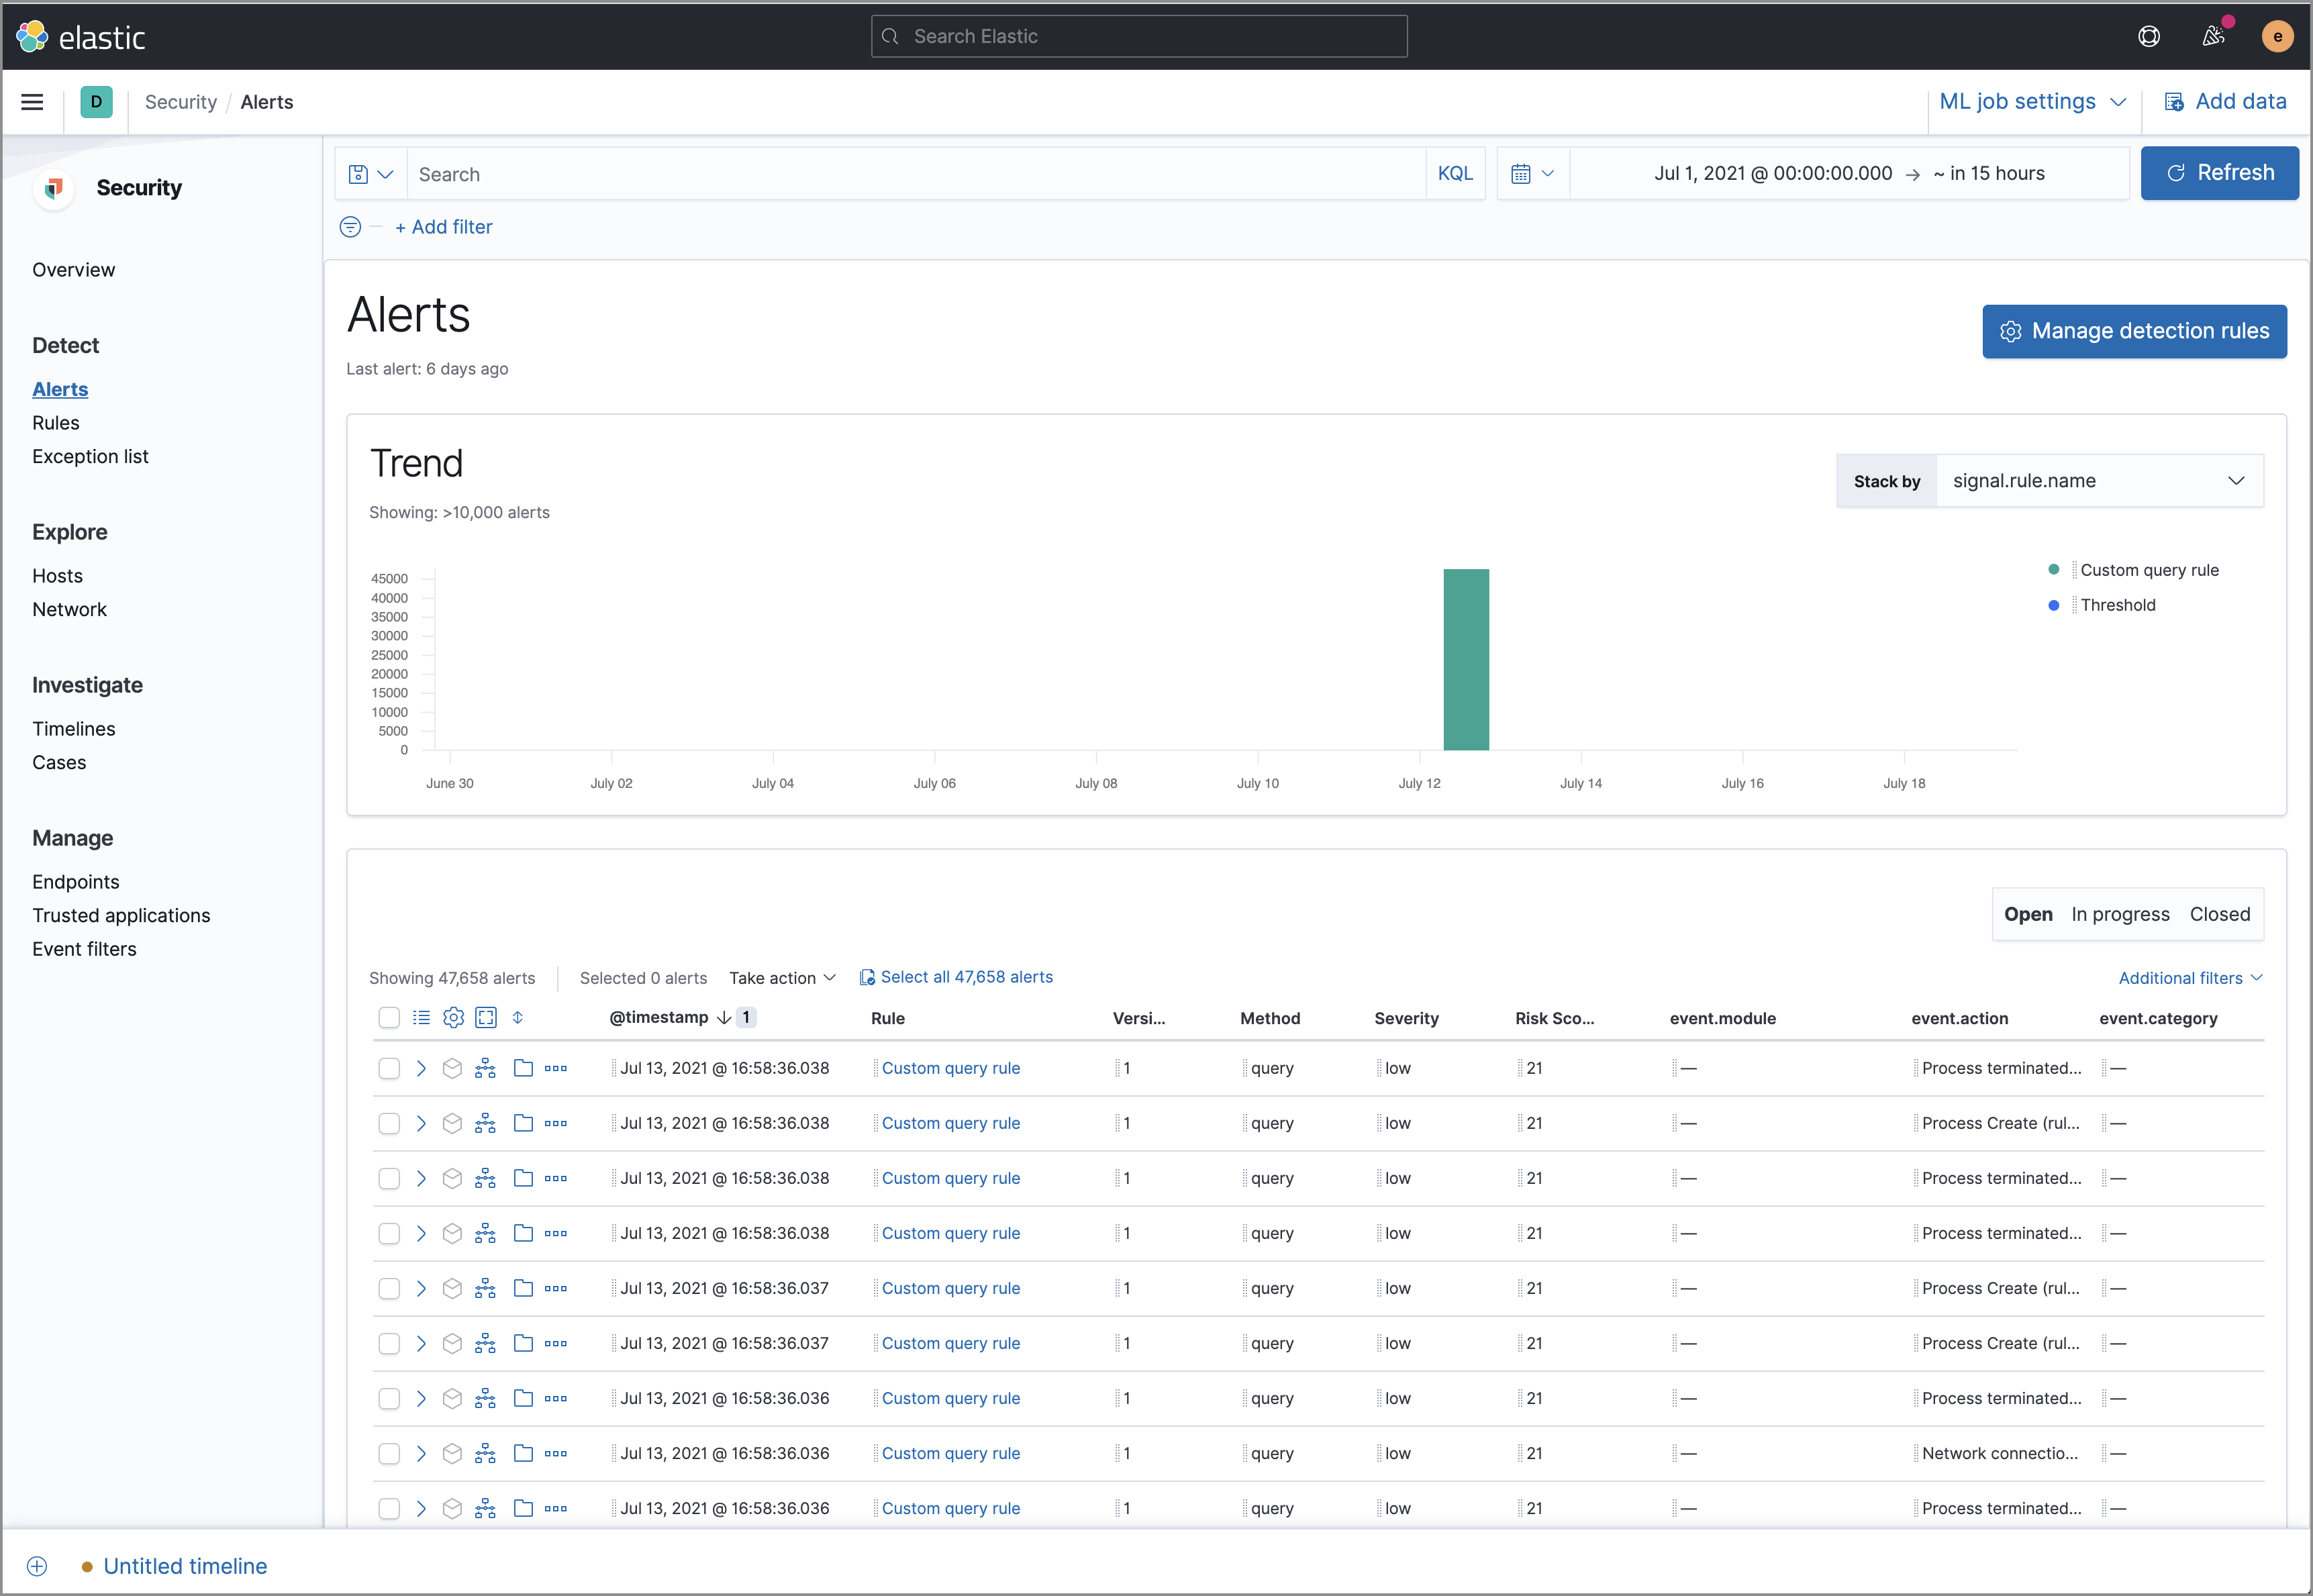 elastic
Search Elastic
e
D
Security / Alerts
ML job settings
Add data
Security
Search
KQL
Jul 1, 2021 @ 00:00:00.000 → ~ in 15 hours
Refresh
+ Add filter
Overview
Detect
Alerts
Rules
Exception list
Explore
Hosts
Network
Investigate
Timelines
Cases
Manage
Endpoints
Trusted applications
Event filters
Alerts
Last alert: 6 days ago
Manage detection rules
Trend
Showing: >10,000 alerts
Stack by signal.rule.name
45000
40000
35000
30000
25000
20000
15000
10000
5000
0
June 30 July 02 July 04 July 06 July 08 July 10 July 12 July 14 July 16 July 18
Custom query rule
Threshold
Open In progress Closed
Showing 47,658 alerts Selected 0 alerts Take action Select all 47,658 alerts Additional filters
@timestamp 1 Rule Versi... Method Severity Risk Sco... event.module event.action event.category
Jul 13, 2021 @ 16:58:36.038 Custom query rule 1 query low 21 — Process terminated... —
Jul 13, 2021 @ 16:58:36.038 Custom query rule 1 query low 21 — Process Create (rul... —
Jul 13, 2021 @ 16:58:36.038 Custom query rule 1 query low 21 — Process terminated... —
Jul 13, 2021 @ 16:58:36.038 Custom query rule 1 query low 21 — Process terminated... —
Jul 13, 2021 @ 16:58:36.037 Custom query rule 1 query low 21 — Process Create (rul... —
Jul 13, 2021 @ 16:58:36.037 Custom query rule 1 query low 21 — Process Create (rul... —
Jul 13, 2021 @ 16:58:36.036 Custom query rule 1 query low 21 — Process terminated... —
Jul 13, 2021 @ 16:58:36.036 Custom query rule 1 query low 21 — Network connectio... —
Jul 13, 2021 @ 16:58:36.036 Custom query rule 1 query low 21 — Process terminated... —
Untitled timeline